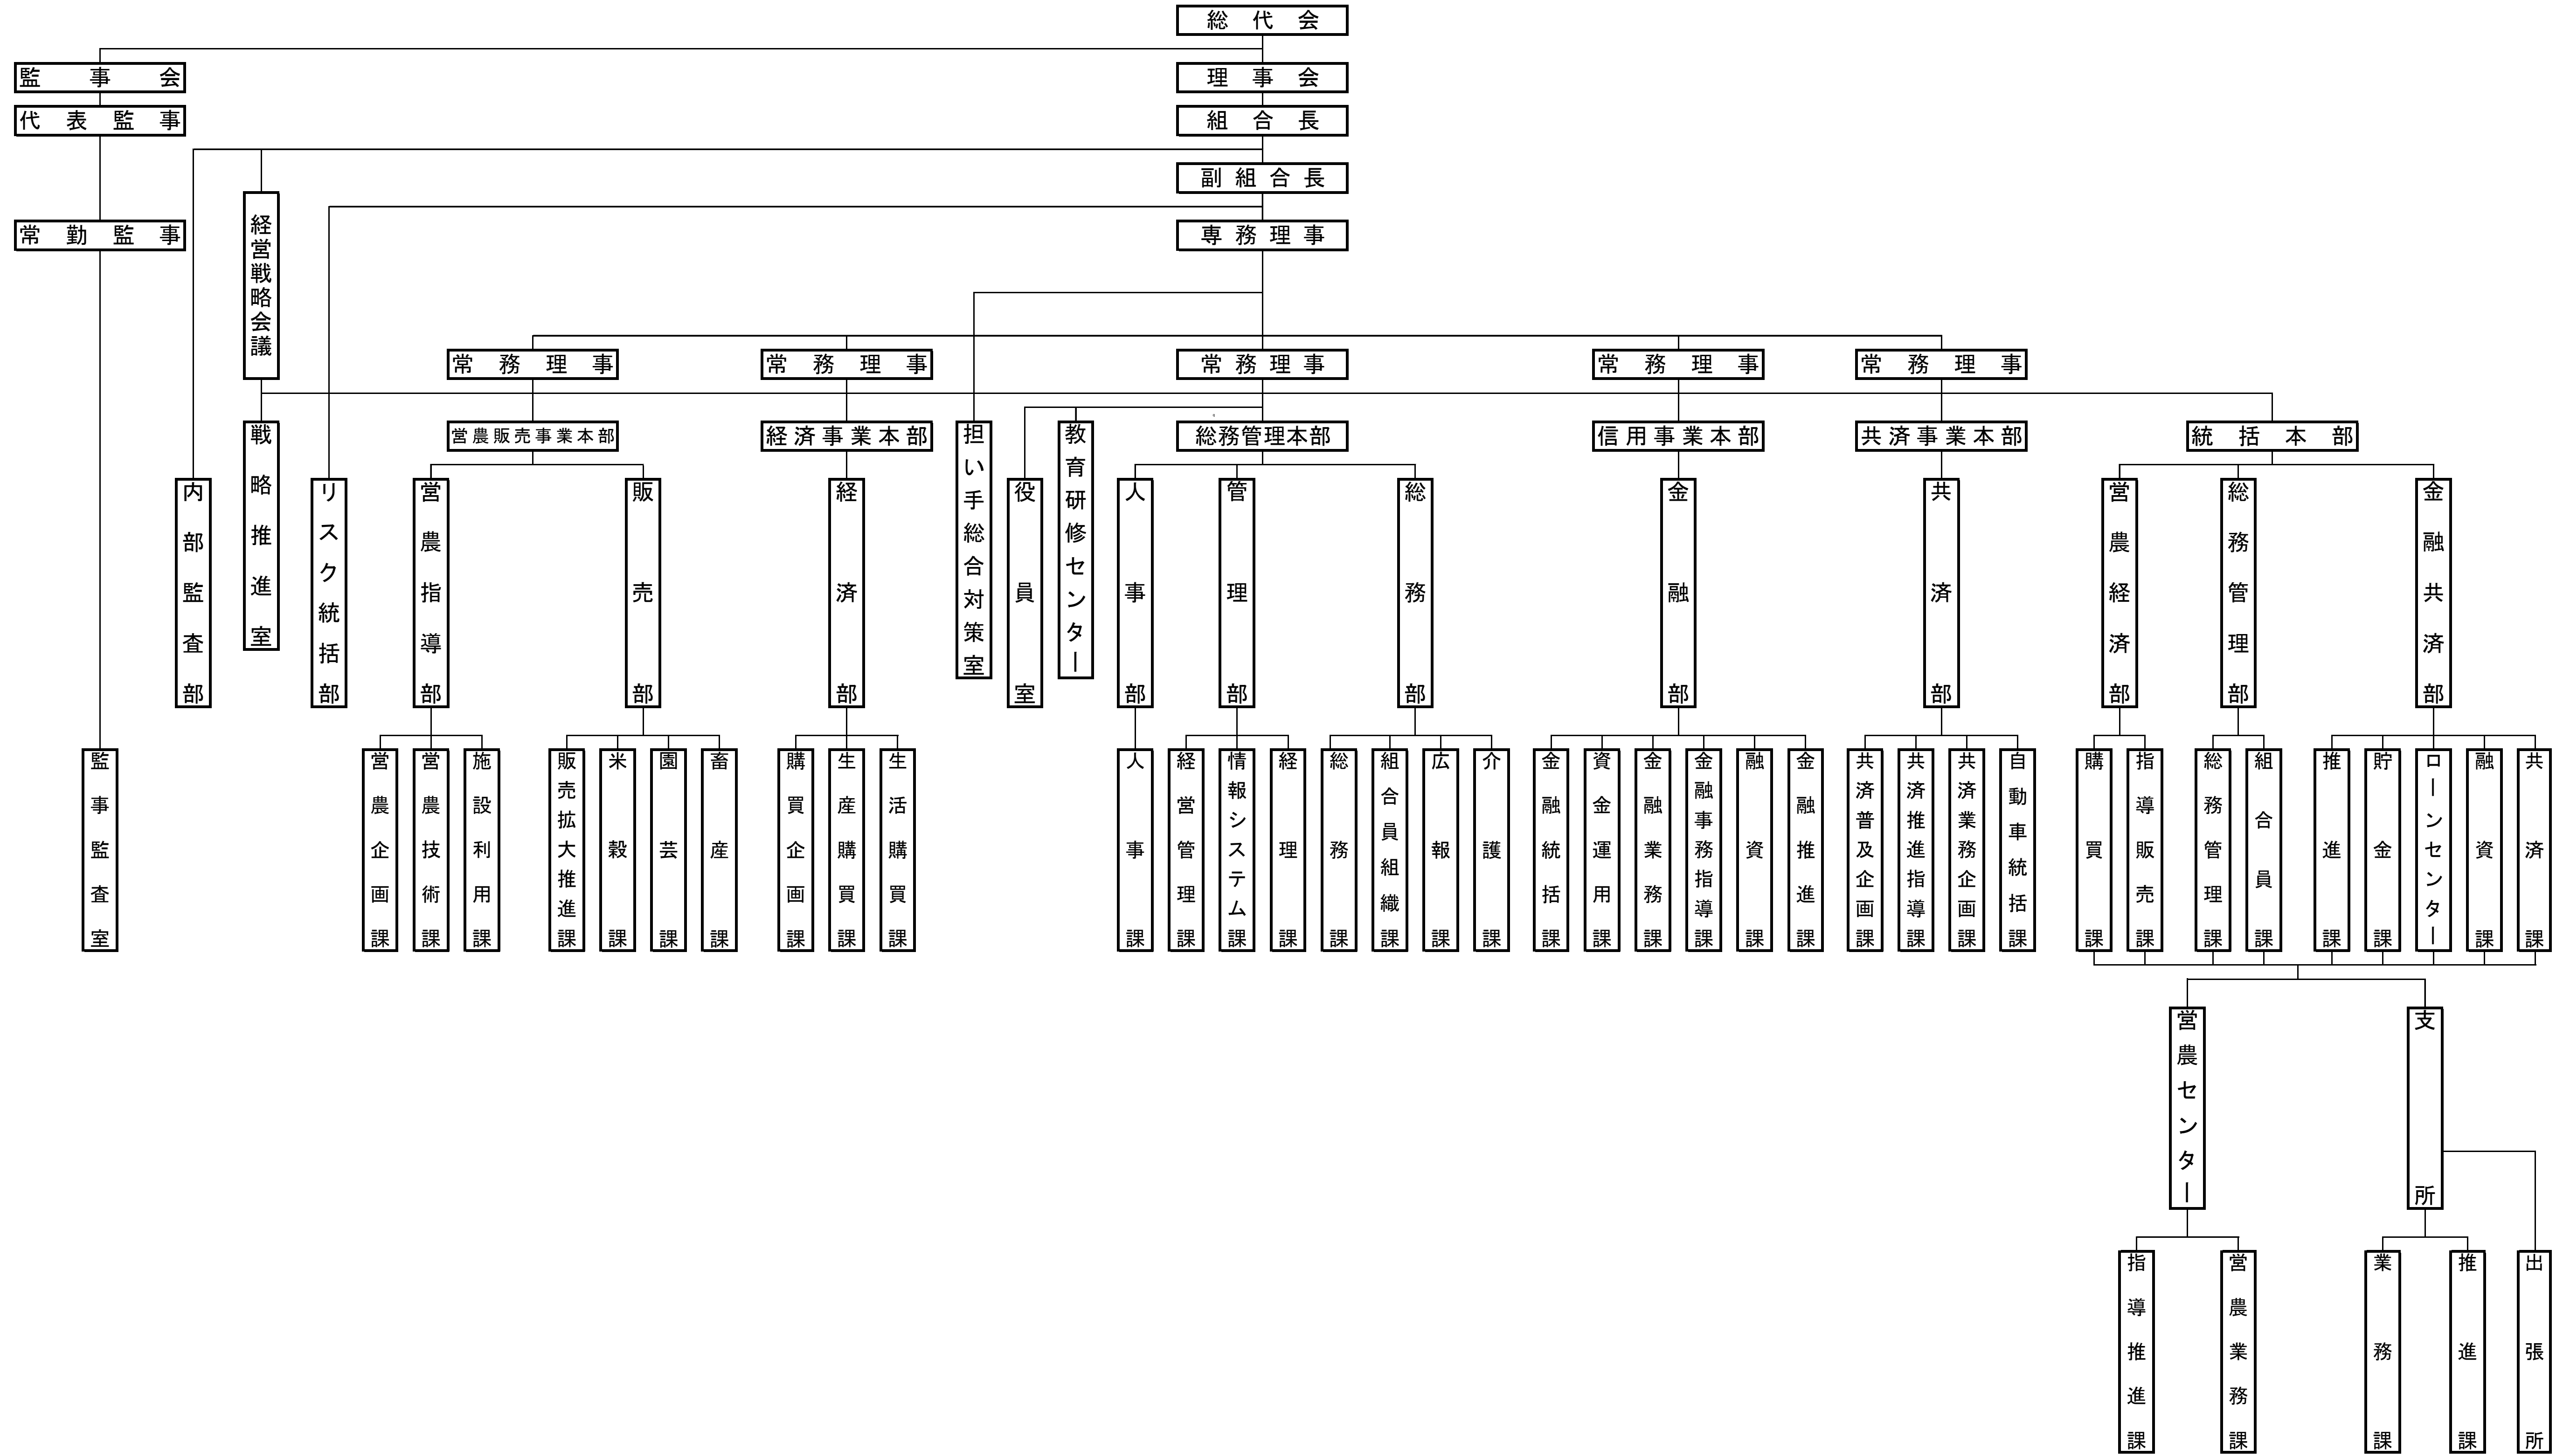 総代会
監事会
理事会
代表監事
組合長
副組合長
常勤監事
専務理事
経営戦略会議
常務理事
常務理事
常務理事
常務理事
常務理事
戦略推進室
営農販売事業本部
経済事業本部
担い手総合対策室
教育研修センター
総務管理本部
信用事業本部
共済事業本部
統括本部
内部監査部
リスク統括部
営農指導部
販売部
経済部
役員室
人事部
管理部
総務部
金融部
共済部
営農経済部
総務管理部
金融共済部
監事監査室
営農企画課
営農技術課
施設利用課
販売拡大推進課
米穀課
園芸課
畜産課
購買企画課
生産購買課
生活購買課
人事課
経営管理課
情報システム課
経理課
総務課
組合員組織課
広報課
介護課
金融統括課
資金運用課
金融業務課
金融事務指導課
融資課
金融推進課
共済普及企画課
共済推進指導課
共済業務企画課
自動車統括課
購買課
指導販売課
総務管理課
組合員課
推進課
貯金課
ローンセンター
融資課
共済課
営農センター
支所
指導推進課
営農業務課
業務課
推進課
出張所